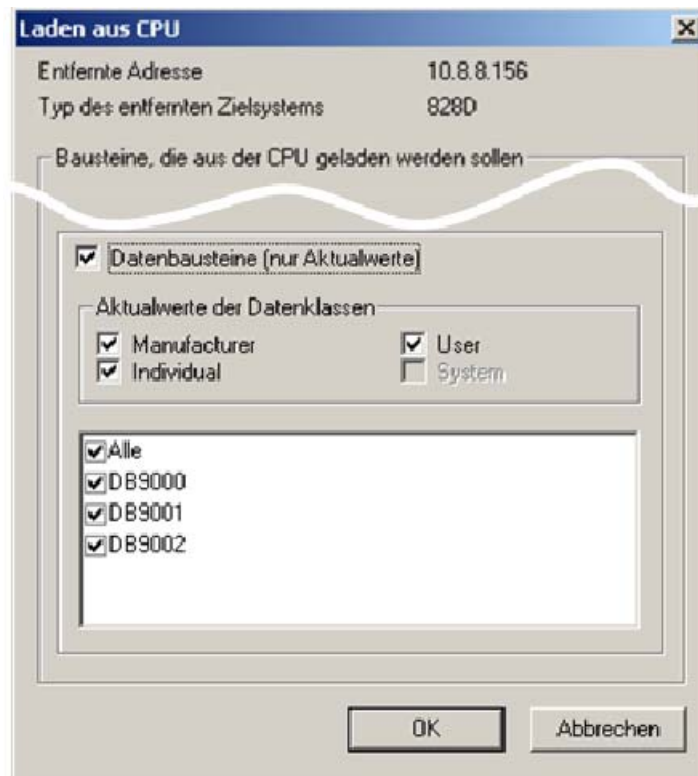 Laden aus CPU
Entfernte Adresse 10.8.8.156
Typ des entfernten Zielsystems 828D
Bausteine, die aus der CPU geladen werden sollen
Datenbausteine (nur Aktualwerte)
Aktualwerte der Datenklassen
Manufacturer User
Individual System
Alle
DB9000
DB9001
DB9002
OK Abbrechen